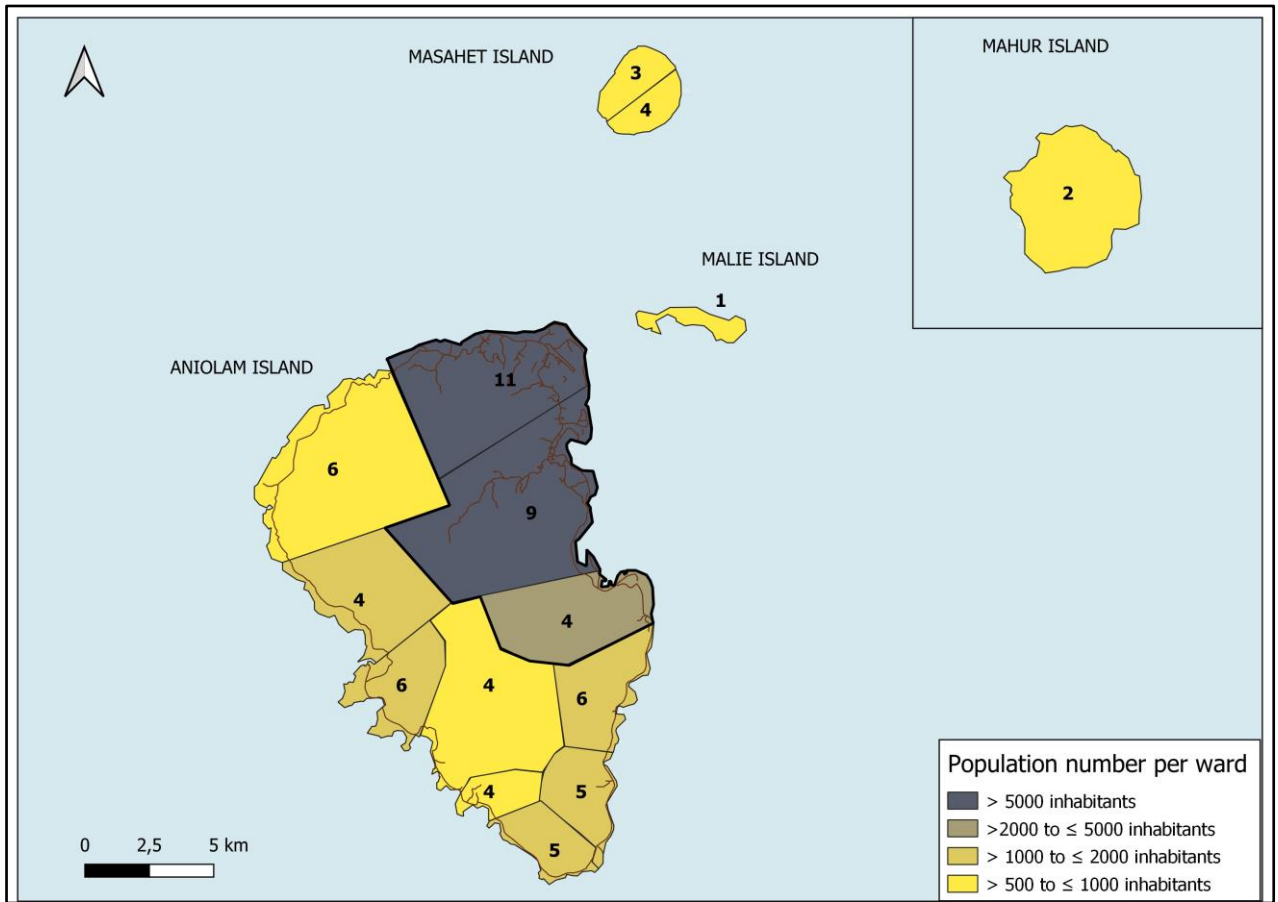 MASAHET ISLAND
MAHUR ISLAND
3
4
2
MALIE ISLAND
1
ANIOLAM ISLAND
11
6
9
4
4
6
4
6
4
5
5
Population number per ward
> 5000 inhabitants
>2000 to ≤ 5000 inhabitants
> 1000 to ≤ 2000 inhabitants
> 500 to ≤ 1000 inhabitants
0 2,5 5 km